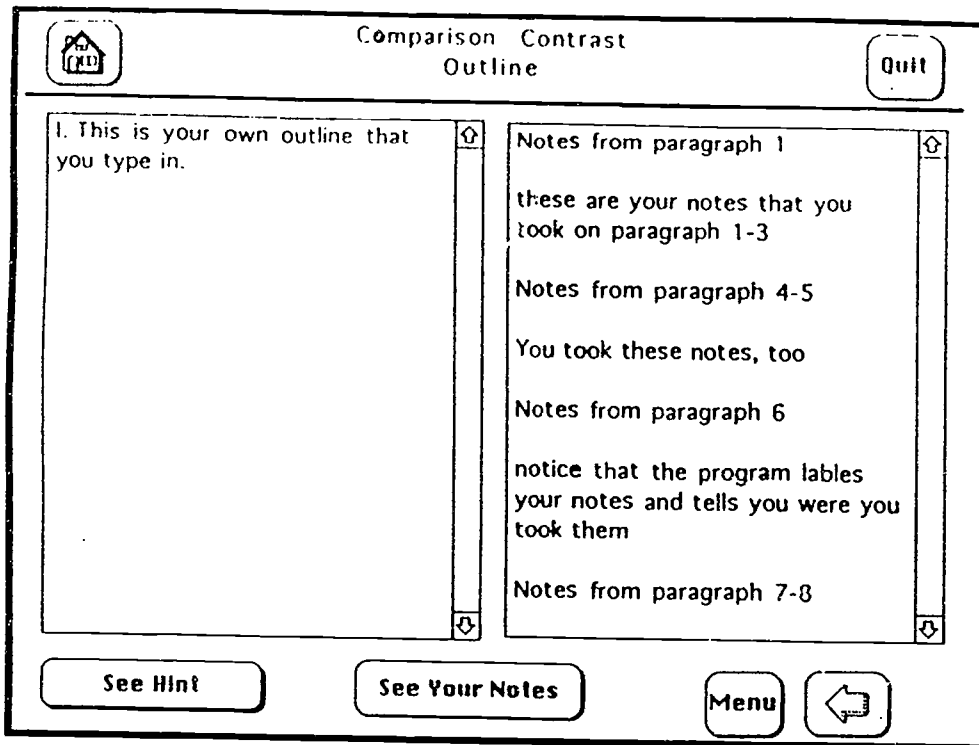 Comparison Contrast
Outline
Quit
I. This is your own outline that
you type in.
Notes from paragraph 1
these are your notes that you
took on paragraph 1-3
Notes from paragraph 4-5
You took these notes, too
Notes from paragraph 6
notice that the program lables
your notes and tells you were you
took them
Notes from paragraph 7-8
See Hint
See Your Notes
Menu